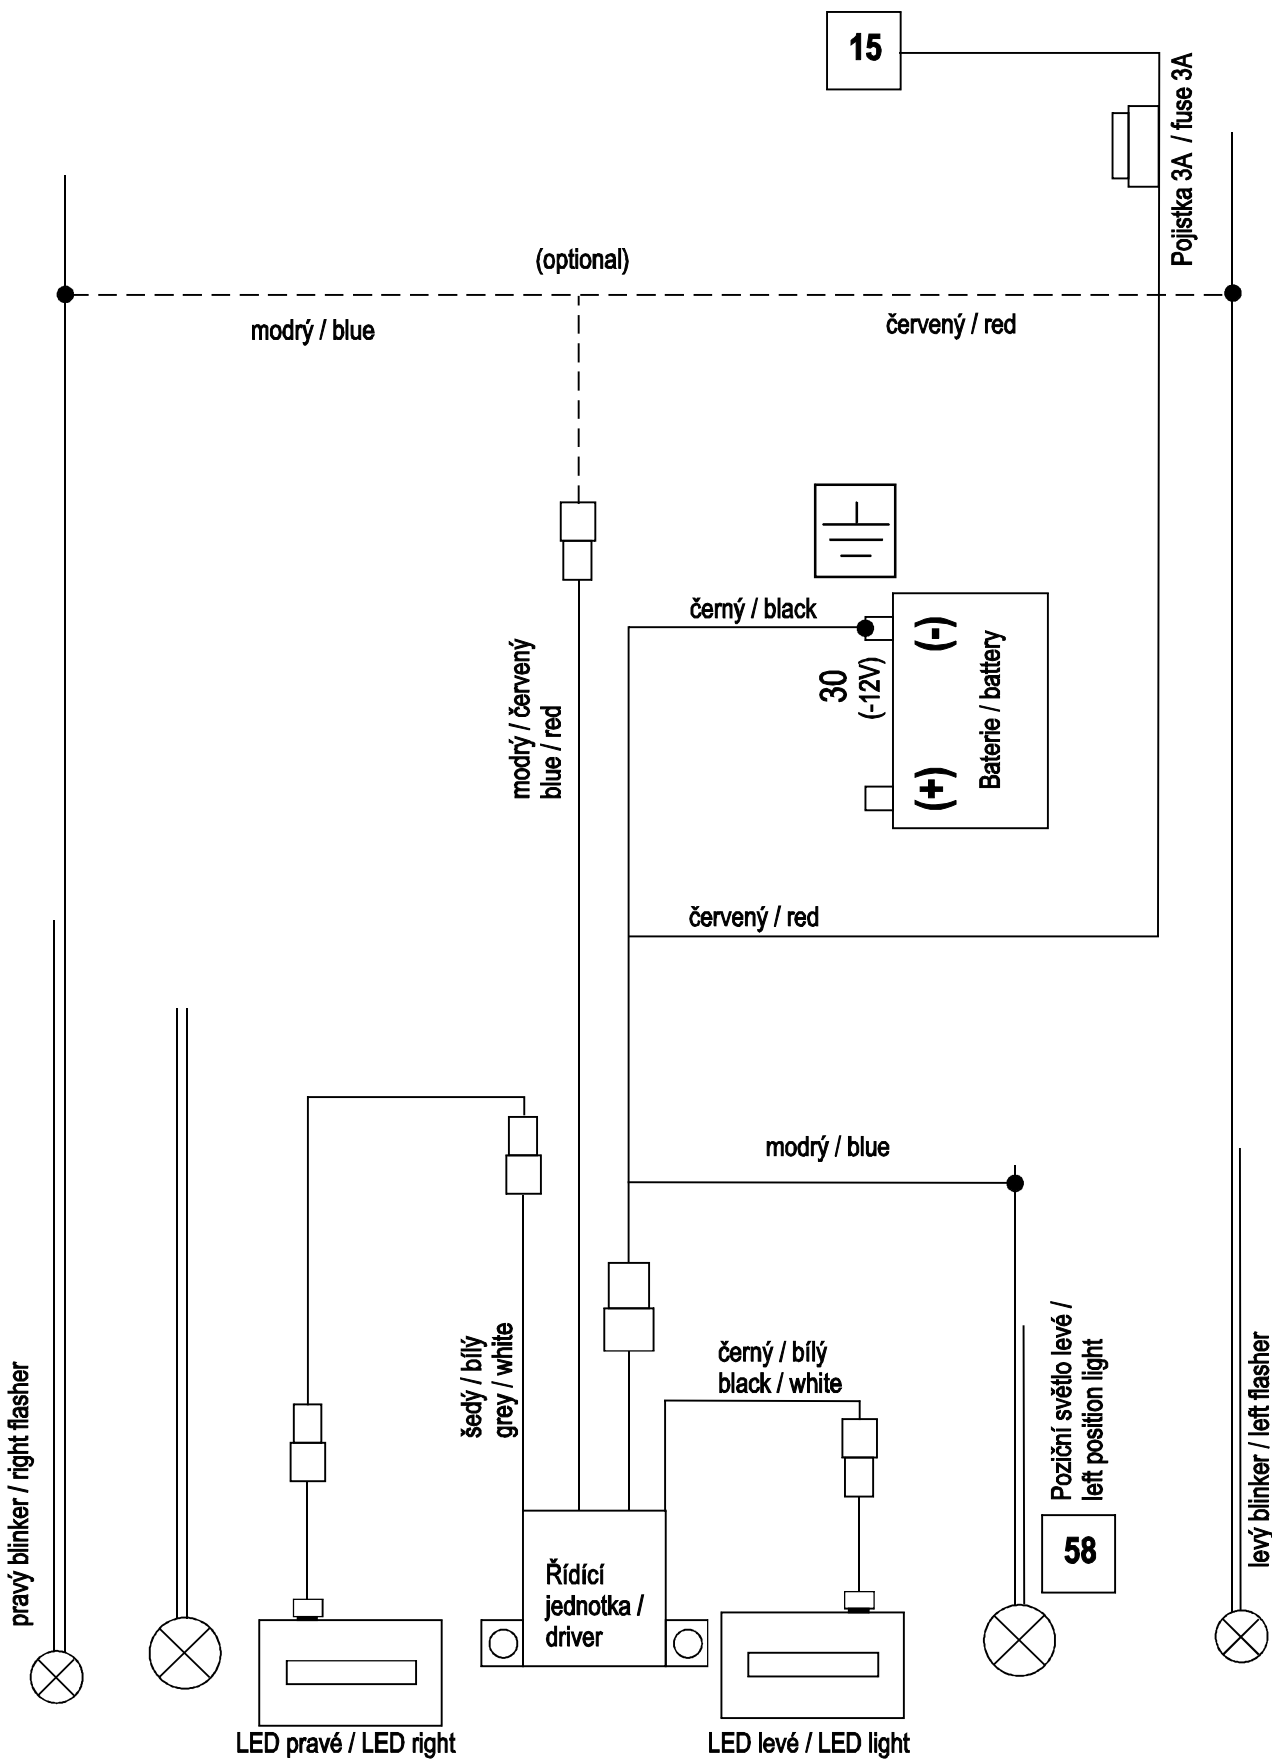 15
Pojistka 3A / fuse 3A
(optional)
modrý / blue
červený / red
černý / black
30
(-12V)
(-)
(+)
Baterie / battery
modrý / červený
blue / red
červený / red
modrý / blue
šedý / bílý
grey / white
černý / bílý
black / white
Poziční světlo levé /
left position light
58
pravý blinker / right flasher
levý blinker / left flasher
Řídící
jednotka /
driver
LED pravé / LED right
LED levé / LED light